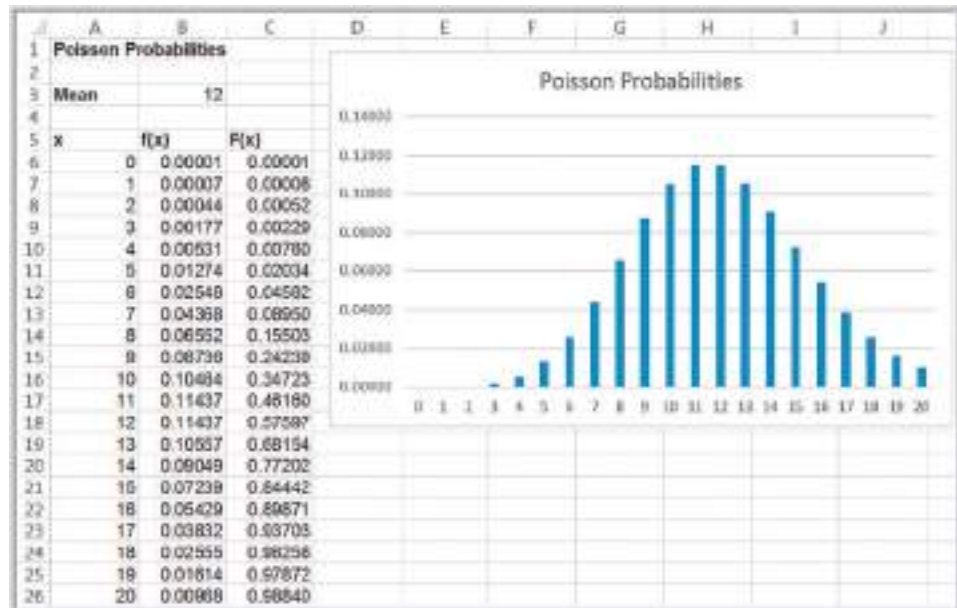 A B C D E F G H I J
1 Poisson Probabilities
2
3 Mean 12
4
5 x f(x) F(x)
6 0 0.00001 0.00001
7 1 0.00007 0.00008
8 2 0.00044 0.00052
9 3 0.00177 0.00229
10 4 0.00531 0.00760
11 5 0.01274 0.02034
12 6 0.02548 0.04582
13 7 0.04368 0.08950
14 8 0.06552 0.15503
15 9 0.08736 0.24239
16 10 0.10484 0.34723
17 11 0.11437 0.46160
18 12 0.11437 0.57597
19 13 0.10557 0.68154
20 14 0.09049 0.77202
21 15 0.07239 0.84442
22 16 0.05429 0.89871
23 17 0.03832 0.93703
24 18 0.02555 0.96258
25 19 0.01614 0.97872
26 20 0.00968 0.98840
Poisson Probabilities
0.14000
0.12000
0.10000
0.08000
0.06000
0.04000
0.02000
0.00000
0 1 2 3 4 5 6 7 8 9 10 11 12 13 14 15 16 17 18 19 20